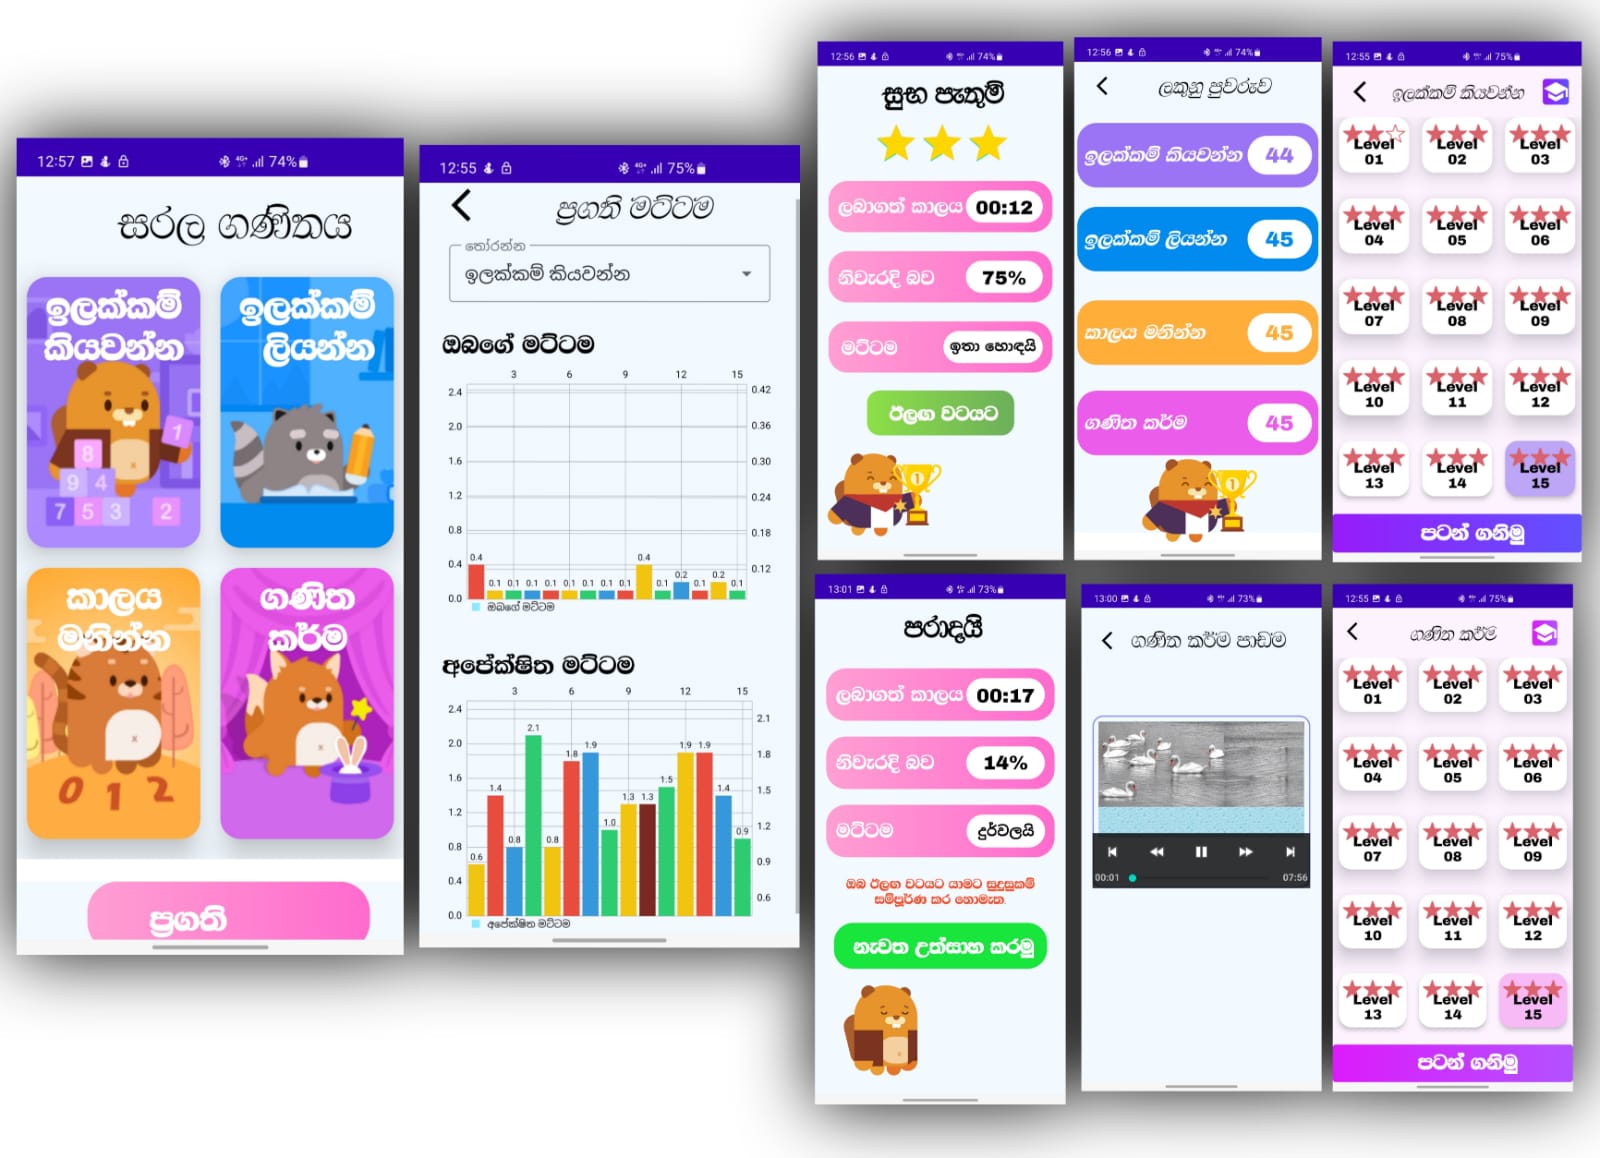 12:57
4G+
74%
සරල ගණිතය
ඉලක්කම්
කියවන්න
1
8
9 4
7 5 3 2
ඉලක්කම්
ලියන්න
කාලය
මනින්න
0 1 2
ගණිත
කර්ම
ප්‍රගති
12:55
4G+
75%
ප්‍රගති මට්ටම
තෝරන්න
ඉලක්කම් කියවන්න
ඔබගේ මට්ටම
3 6 9 12 15
2.4 0.42
2.0 0.36
1.6 0.30
1.2 0.24
0.8 0.18
0.4 0.12
0.0
0.4 0.1 0.1 0.1 0.1 0.1 0.1 0.1 0.1 0.4 0.1 0.2 0.1 0.2 0.1
ඔබගේ මට්ටම
අපේක්ෂිත මට්ටම
3 6 9 12 15
2.4 2.1
2.0 1.8
1.6 1.5
1.2 1.2
0.8 0.9
0.4 0.6
0.0
0.6 1.4 0.8 2.1 0.8 1.8 1.9 1.0 1.3 1.3 1.5 1.9 1.9 1.4 0.9
අපේක්ෂිත මට්ටම
12:56
74%
සුභ පැතුම්
ලබාගත් කාලය 00:12
නිවැරදි බව 75%
මට්ටම ඉතා හොඳයි
ඊලඟ වටයට
1
12:56
74%
ලකුනු පුවරුව
ඉලක්කම් කියවන්න 44
ඉලක්කම් ලියන්න 45
කාලය මනින්න 45
ගණිත කර්ම 45
1
12:55
75%
ඉලක්කම් කියවන්න
Level 01
Level 02
Level 03
Level 04
Level 05
Level 06
Level 07
Level 08
Level 09
Level 10
Level 11
Level 12
Level 13
Level 14
Level 15
පටන් ගනිමු
13:01
73%
පරාදයි
ලබාගත් කාලය 00:17
නිවැරදි බව 14%
මට්ටම දුර්වලයි
ඔබ ඊලඟ වටයට යාමට සුදුසුකම්
සම්පූර්ණ කර නොමැත.
නැවත උත්සාහ කරමු
13:00
73%
ගණිත කර්ම පාඩම
00:01 07:56
12:55
75%
ගණිත කර්ම
Level 01
Level 02
Level 03
Level 04
Level 05
Level 06
Level 07
Level 08
Level 09
Level 10
Level 11
Level 12
Level 13
Level 14
Level 15
පටන් ගනිමු